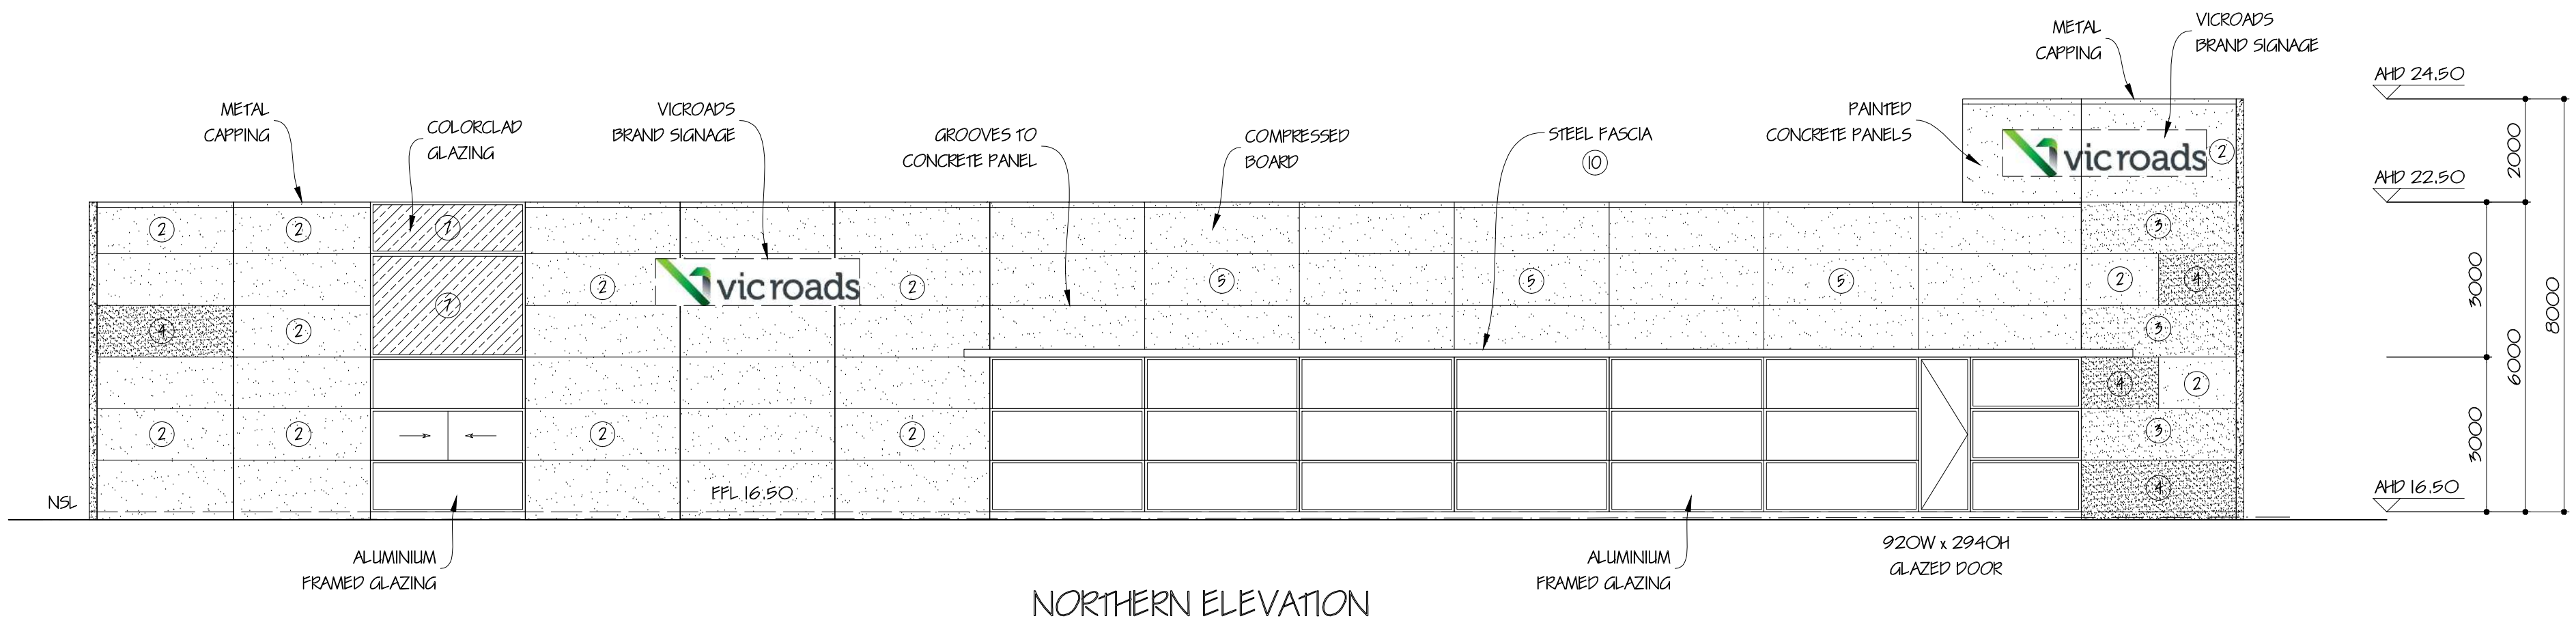 METAL
CAPPING
VICROADS
BRAND SIGNAGE
AHD 24.50
METAL
CAPPING
COLORCLAD
GLAZING
VICROADS
BRAND SIGNAGE
GROOVES TO
CONCRETE PANEL
COMPRESSED
BOARD
STEEL FASCIA
10
PAINTED
CONCRETE PANELS
vicroads
2
2000
AHD 22.50
2
2
7
3
2
vicroads
2
5
5
5
2
4
3000
7
4
2
3
8000
6000
4
2
2
2
2
2
3
3000
FFL 16.50
4
AHD 16.50
NSL
ALUMINIUM
FRAMED GLAZING
ALUMINIUM
FRAMED GLAZING
920W x 2940H
GLAZED DOOR
NORTHERN ELEVATION